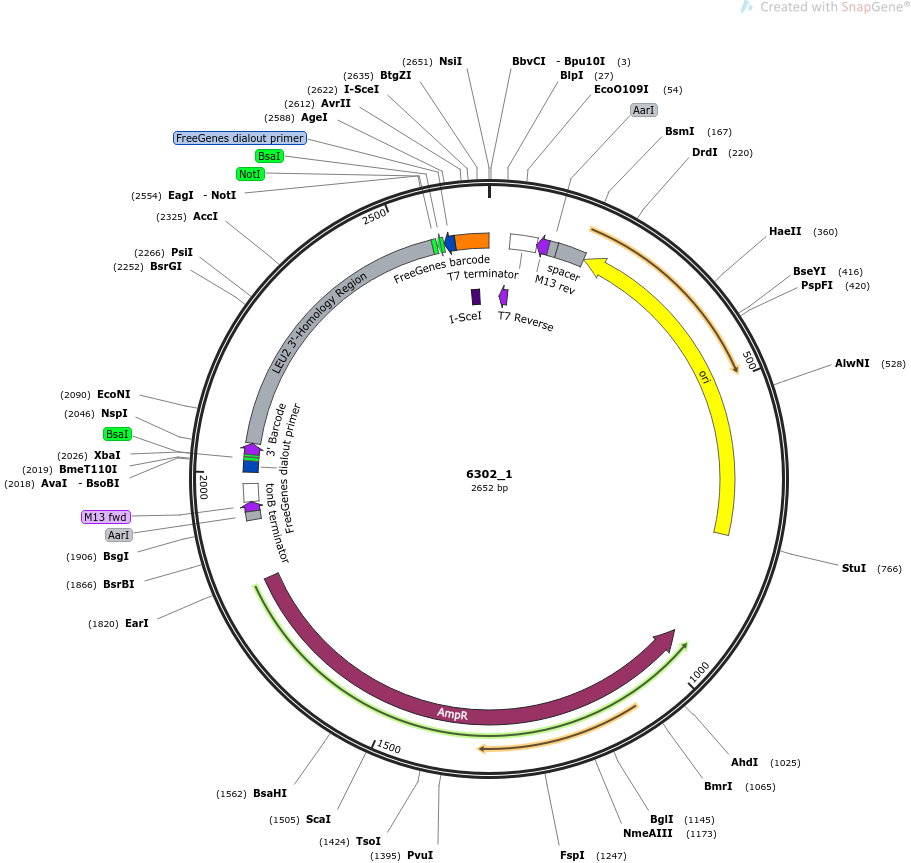 Created with SnapGene®
(2651) NsiI
BbvCI - Bpu10I (3)
(2635) BtgZI
BlpI (27)
(2622) I-SceI
EcoO109I (54)
(2612) AvrII
AarI
(2588) AgeI
BsmI (167)
FreeGenes dialout primer
DrdI (220)
BsaI
NotI
(2554) EagI - NotI
(2325) AccI
2500
HaeII (360)
(2266) PsiI
(2252) BsrGI
FreeGenes barcode
T7 terminator
spacer
M13 rev
BseYI (416)
PspFI (420)
I-SceI
T7 Reverse
LEU2 3'-Homology Region
500
AlwNI (528)
ori
(2090) EcoNI
(2046) NspI
BsaI
3' Barcode
FreeGenes dialout primer
(2026) XbaI
(2019) BmeT110I
(2018) AvaI - BsoBI
2000
6302_1
2652 bp
tonB terminator
M13 fwd
AarI
(1906) BsgI
StuI (766)
(1866) BsrBI
(1820) EarI
1000
AmpR
1500
AhdI (1025)
BmrI (1065)
(1562) BsaHI
(1505) ScaI
BglI (1145)
NmeAIII (1173)
(1424) TsoI
(1395) PvuI
FspI (1247)